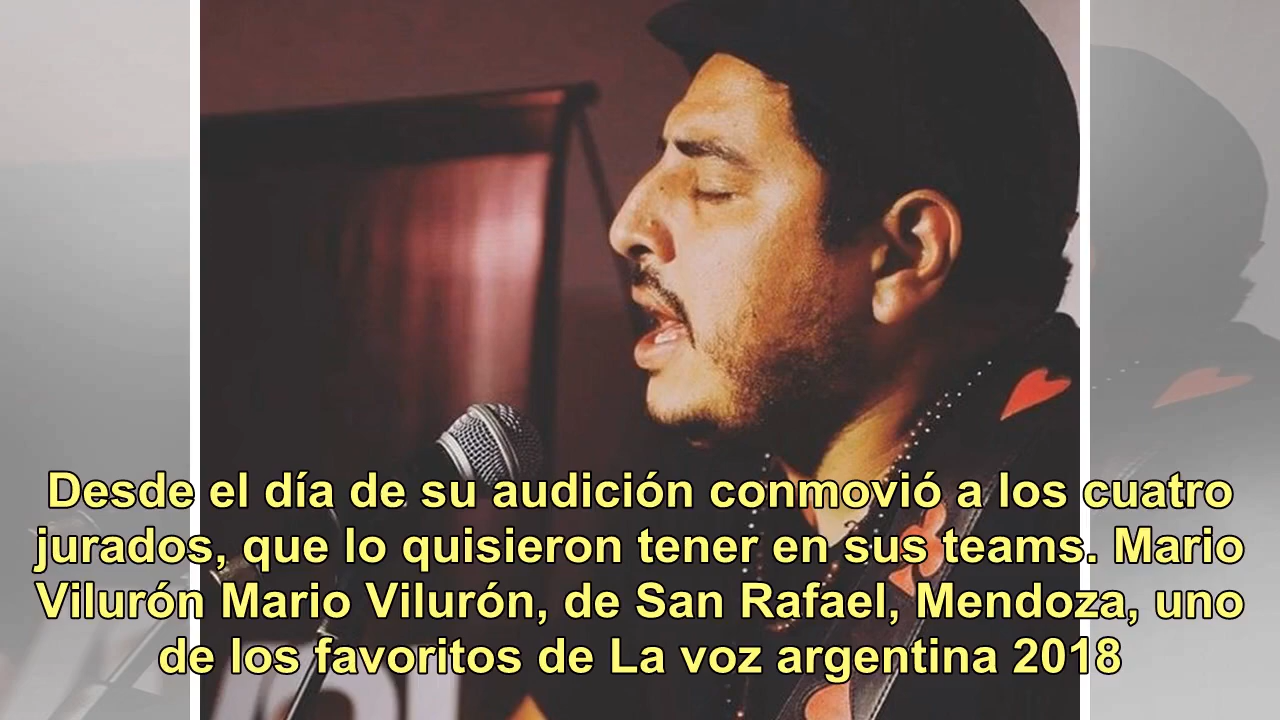 Desde el día de su audición conmovió a los cuatro
jurados, que lo quisieron tener en sus teams. Mario
Vilurón Mario Vilurón, de San Rafael, Mendoza, uno
de los favoritos de La voz argentina 2018